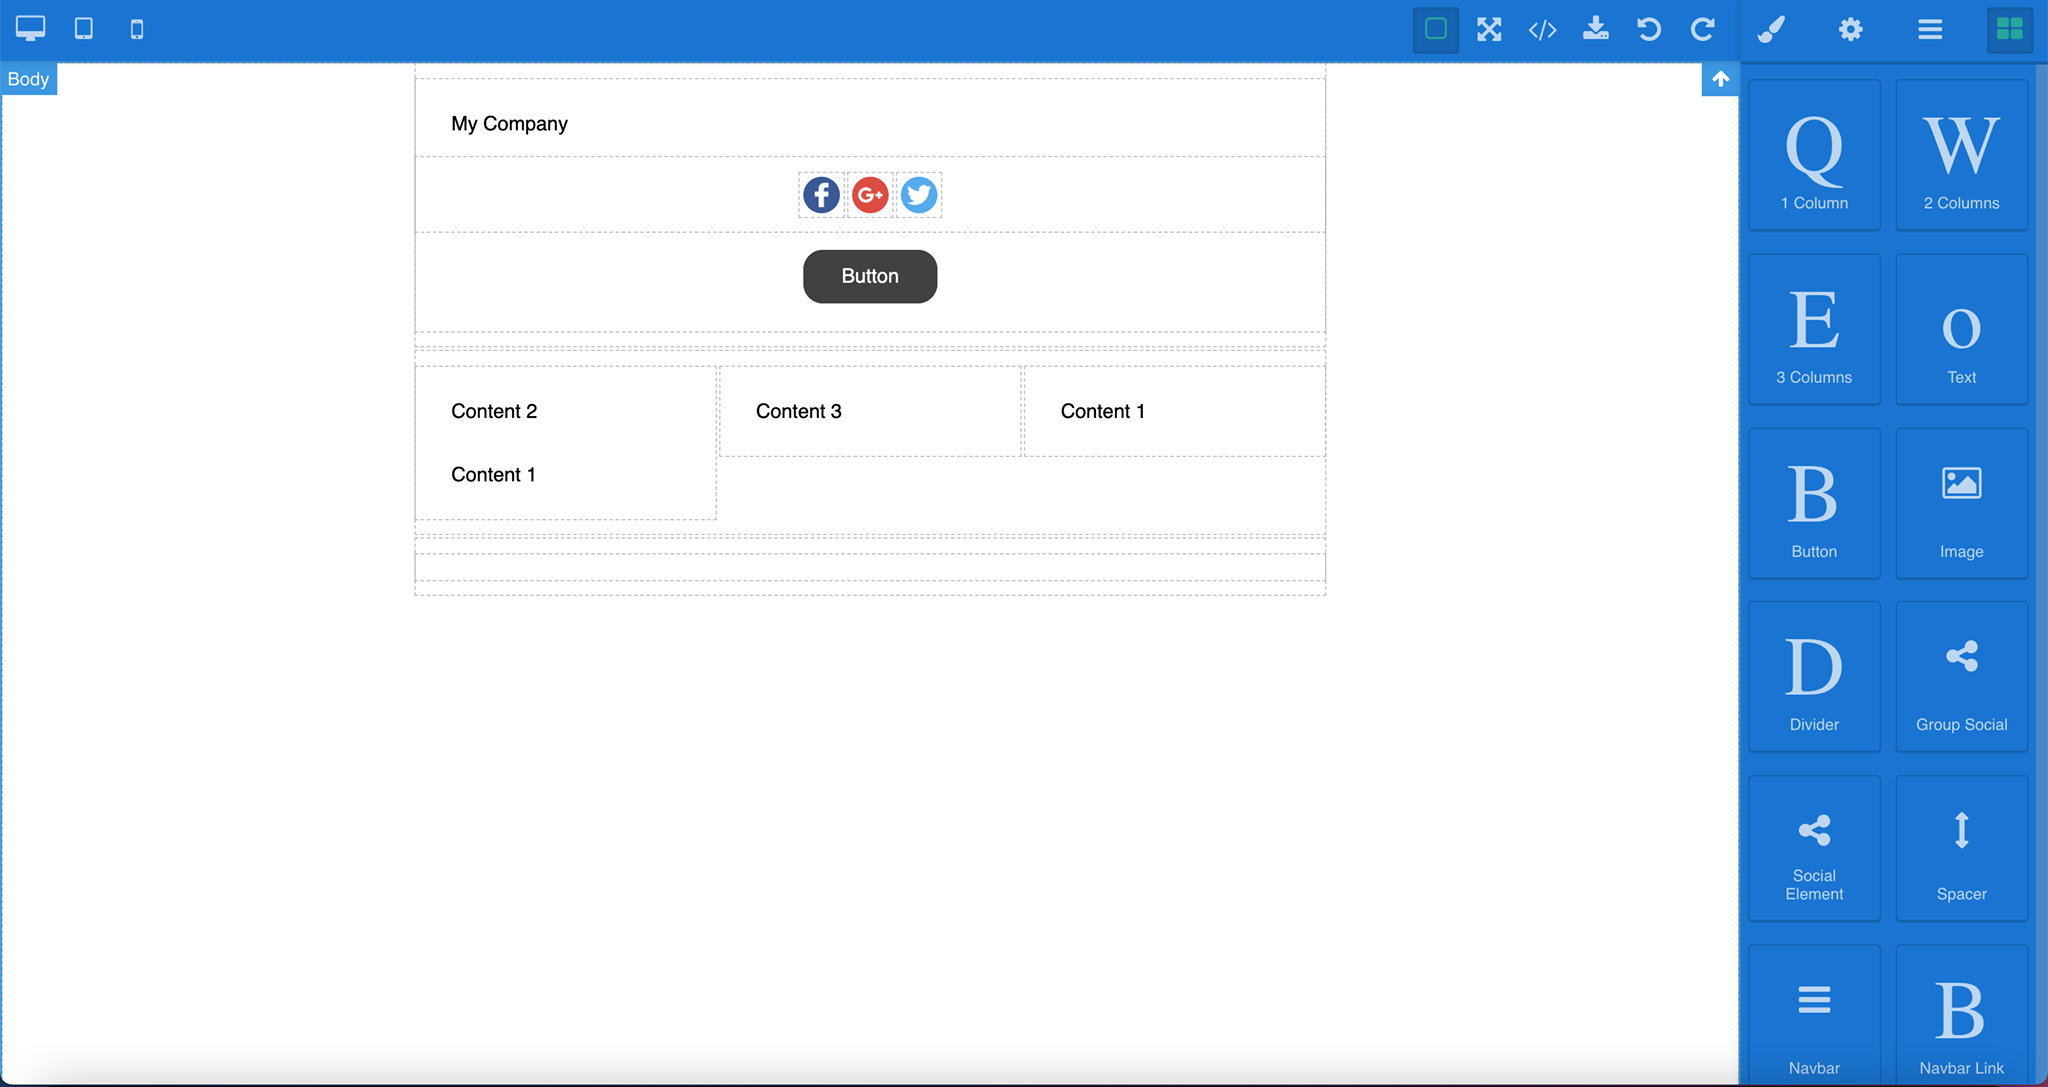 Body
My Company
G+
Button
Content 2
Content 3
Content 1
Content 1
Q
1 Column
W
2 Columns
E
3 Columns
o
Text
B
Button
Image
D
Divider
Group Social
Social
Element
Spacer
Navbar
B
Navbar Link